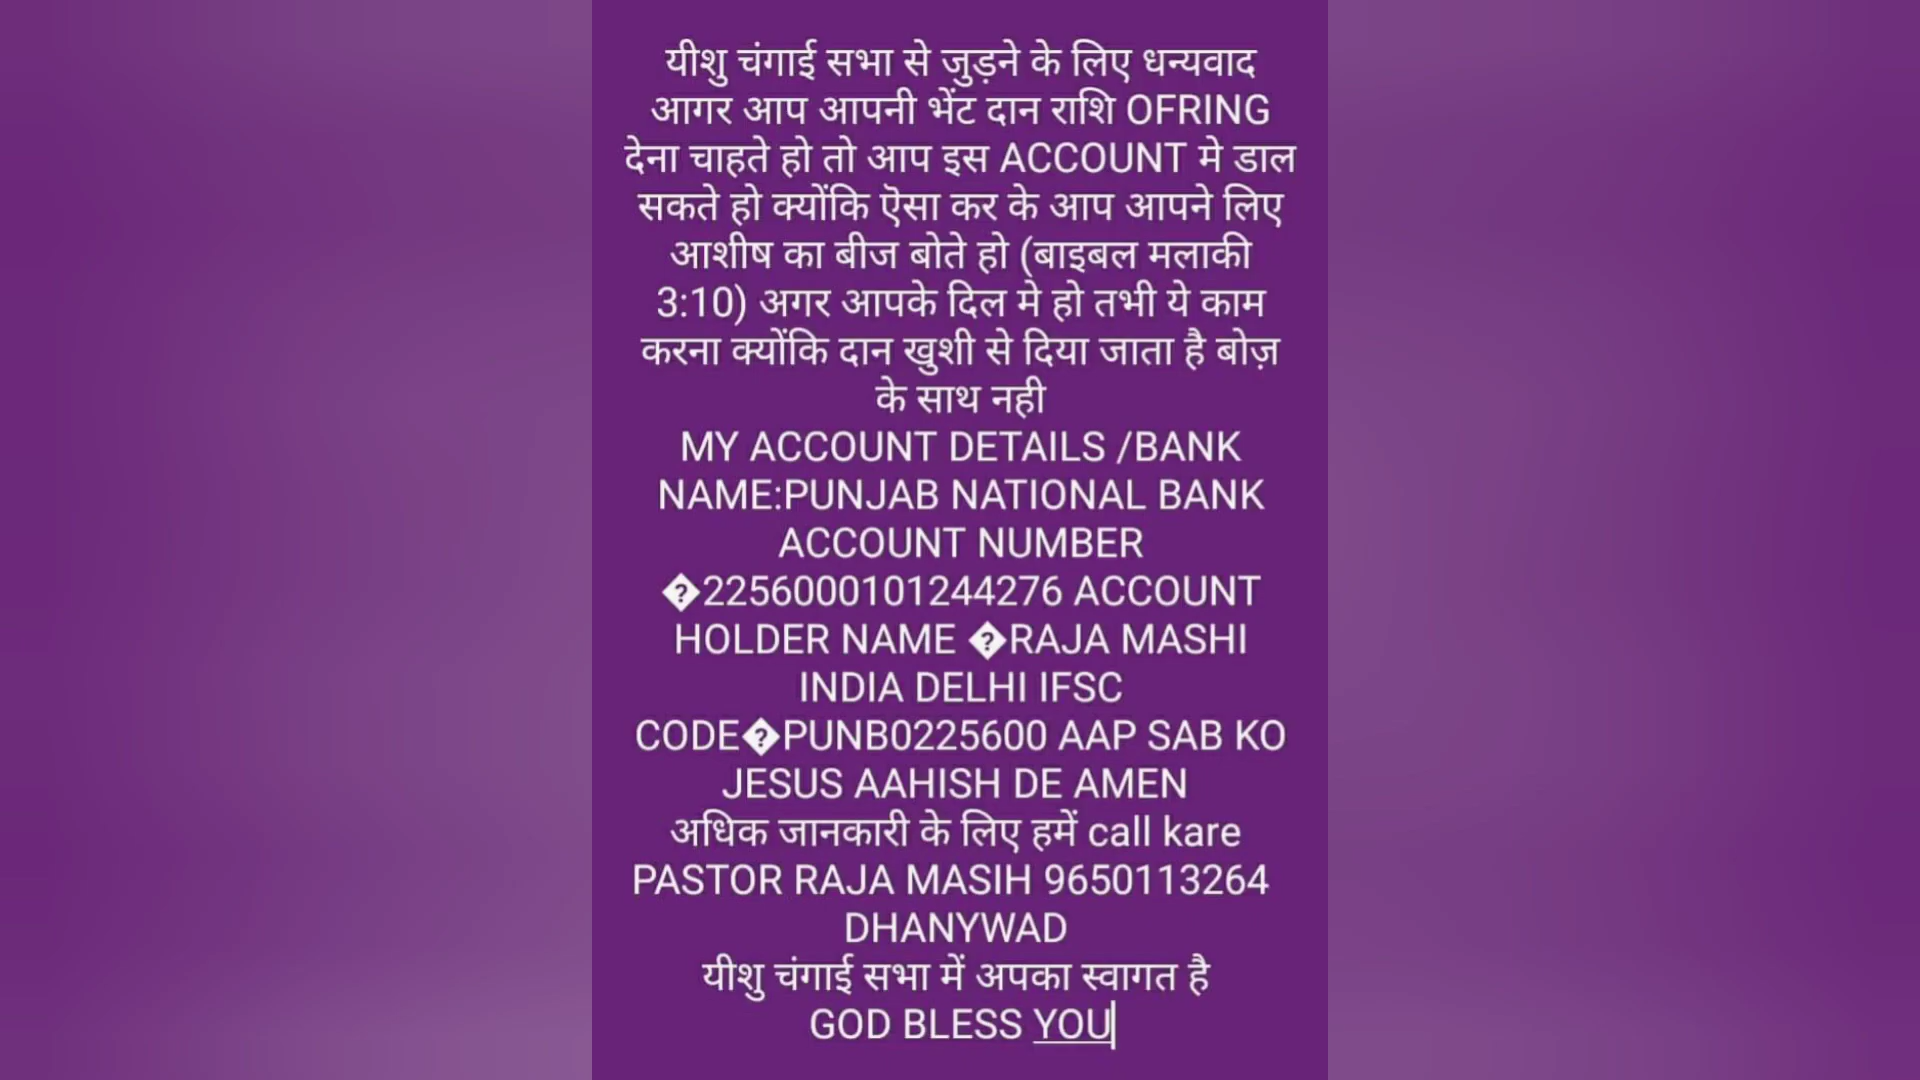 यीशु चंगाई सभा से जुड़ने के लिए धन्यवाद
आगर आप आपनी भेंट दान राशि OFRING
देना चाहते हो तो आप इस ACCOUNT मे डाल
सकते हो क्योंकि ऎसा कर के आप आपने लिए
आशीष का बीज बोते हो (बाइबल मलाकी
3:10) अगर आपके दिल मे हो तभी ये काम
करना क्योंकि दान खुशी से दिया जाता है बोज़
के साथ नही
MY ACCOUNT DETAILS /BANK
NAME:PUNJAB NATIONAL BANK
ACCOUNT NUMBER
�2256000101244276 ACCOUNT
HOLDER NAME �RAJA MASHI
INDIA DELHI IFSC
CODE�PUNB0225600 AAP SAB KO
JESUS AAHISH DE AMEN
अधिक जानकारी के लिए हमें call kare
PASTOR RAJA MASIH 9650113264
DHANYWAD
यीशु चंगाई सभा में अपका स्वागत है
GOD BLESS YOU